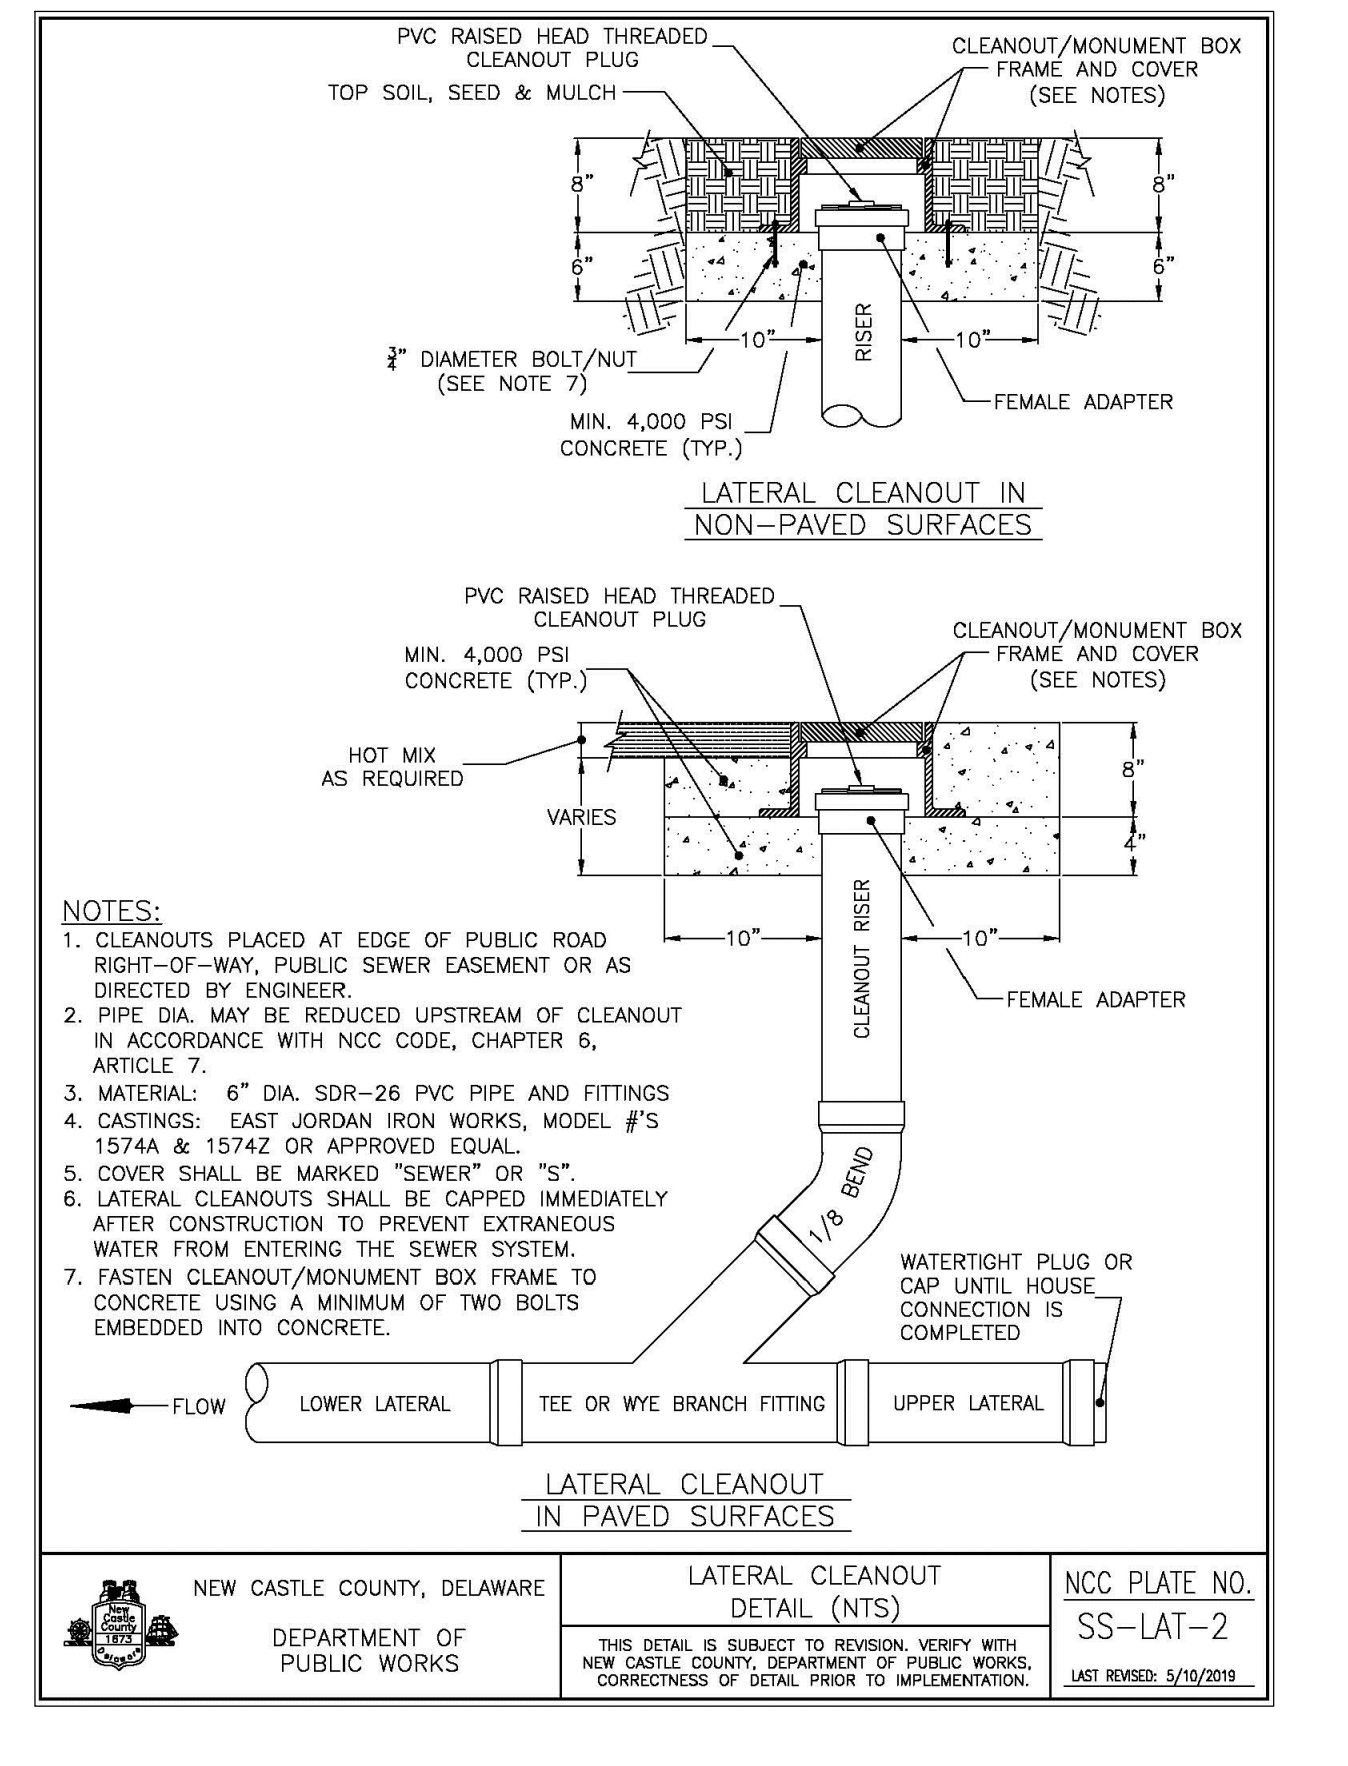 PVC RAISED HEAD THREADED
CLEANOUT PLUG
TOP SOIL, SEED & MULCH
CLEANOUT/MONUMENT BOX
FRAME AND COVER
(SEE NOTES)
8"
8"
6"
6"
10"
RISER
10"
3/4" DIAMETER BOLT/NUT
(SEE NOTE 7)
FEMALE ADAPTER
MIN. 4,000 PSI
CONCRETE (TYP.)
LATERAL CLEANOUT IN
NON-PAVED SURFACES
PVC RAISED HEAD THREADED
CLEANOUT PLUG
CLEANOUT/MONUMENT BOX
FRAME AND COVER
(SEE NOTES)
MIN. 4,000 PSI
CONCRETE (TYP.)
HOT MIX
AS REQUIRED
VARIES
8"
4"
10"
CLEANOUT RISER
10"
FEMALE ADAPTER
NOTES:
1. CLEANOUTS PLACED AT EDGE OF PUBLIC ROAD
RIGHT-OF-WAY, PUBLIC SEWER EASEMENT OR AS
DIRECTED BY ENGINEER.
2. PIPE DIA. MAY BE REDUCED UPSTREAM OF CLEANOUT
IN ACCORDANCE WITH NCC CODE, CHAPTER 6,
ARTICLE 7.
3. MATERIAL: 6" DIA. SDR-26 PVC PIPE AND FITTINGS
4. CASTINGS: EAST JORDAN IRON WORKS, MODEL #'S
1574A & 1574Z OR APPROVED EQUAL.
5. COVER SHALL BE MARKED "SEWER" OR "S".
6. LATERAL CLEANOUTS SHALL BE CAPPED IMMEDIATELY
AFTER CONSTRUCTION TO PREVENT EXTRANEOUS
WATER FROM ENTERING THE SEWER SYSTEM.
7. FASTEN CLEANOUT/MONUMENT BOX FRAME TO
CONCRETE USING A MINIMUM OF TWO BOLTS
EMBEDDED INTO CONCRETE.
1/8 BEND
WATERTIGHT PLUG OR
CAP UNTIL HOUSE
CONNECTION IS
COMPLETED
FLOW
LOWER LATERAL
TEE OR WYE BRANCH FITTING
UPPER LATERAL
LATERAL CLEANOUT
IN PAVED SURFACES
New
Castle
County
1673
Delaware
NEW CASTLE COUNTY, DELAWARE
DEPARTMENT OF
PUBLIC WORKS
LATERAL CLEANOUT
DETAIL (NTS)
THIS DETAIL IS SUBJECT TO REVISION. VERIFY WITH
NEW CASTLE COUNTY, DEPARTMENT OF PUBLIC WORKS,
CORRECTNESS OF DETAIL PRIOR TO IMPLEMENTATION.
NCC PLATE NO.
SS-LAT-2
LAST REVISED: 5/10/2019